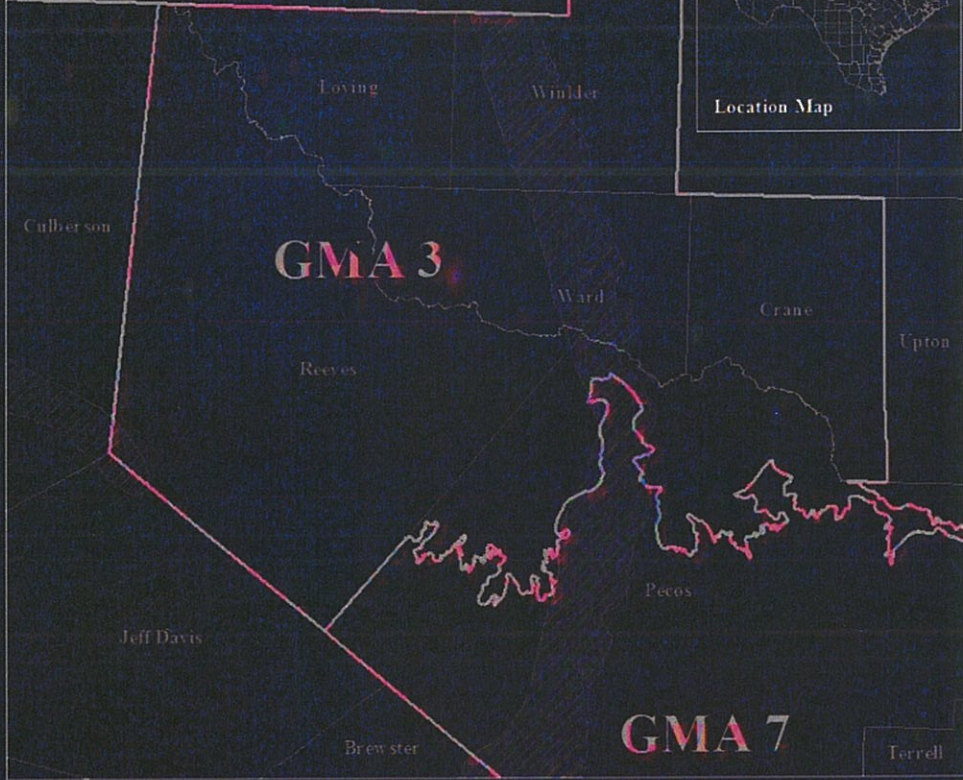 Loving
Winkler
Location Map
Culberson
GMA 3
Ward
Crane
Upton
Reeves
Pecos
Jeff Davis
GMA 7
Brewster
Terrell